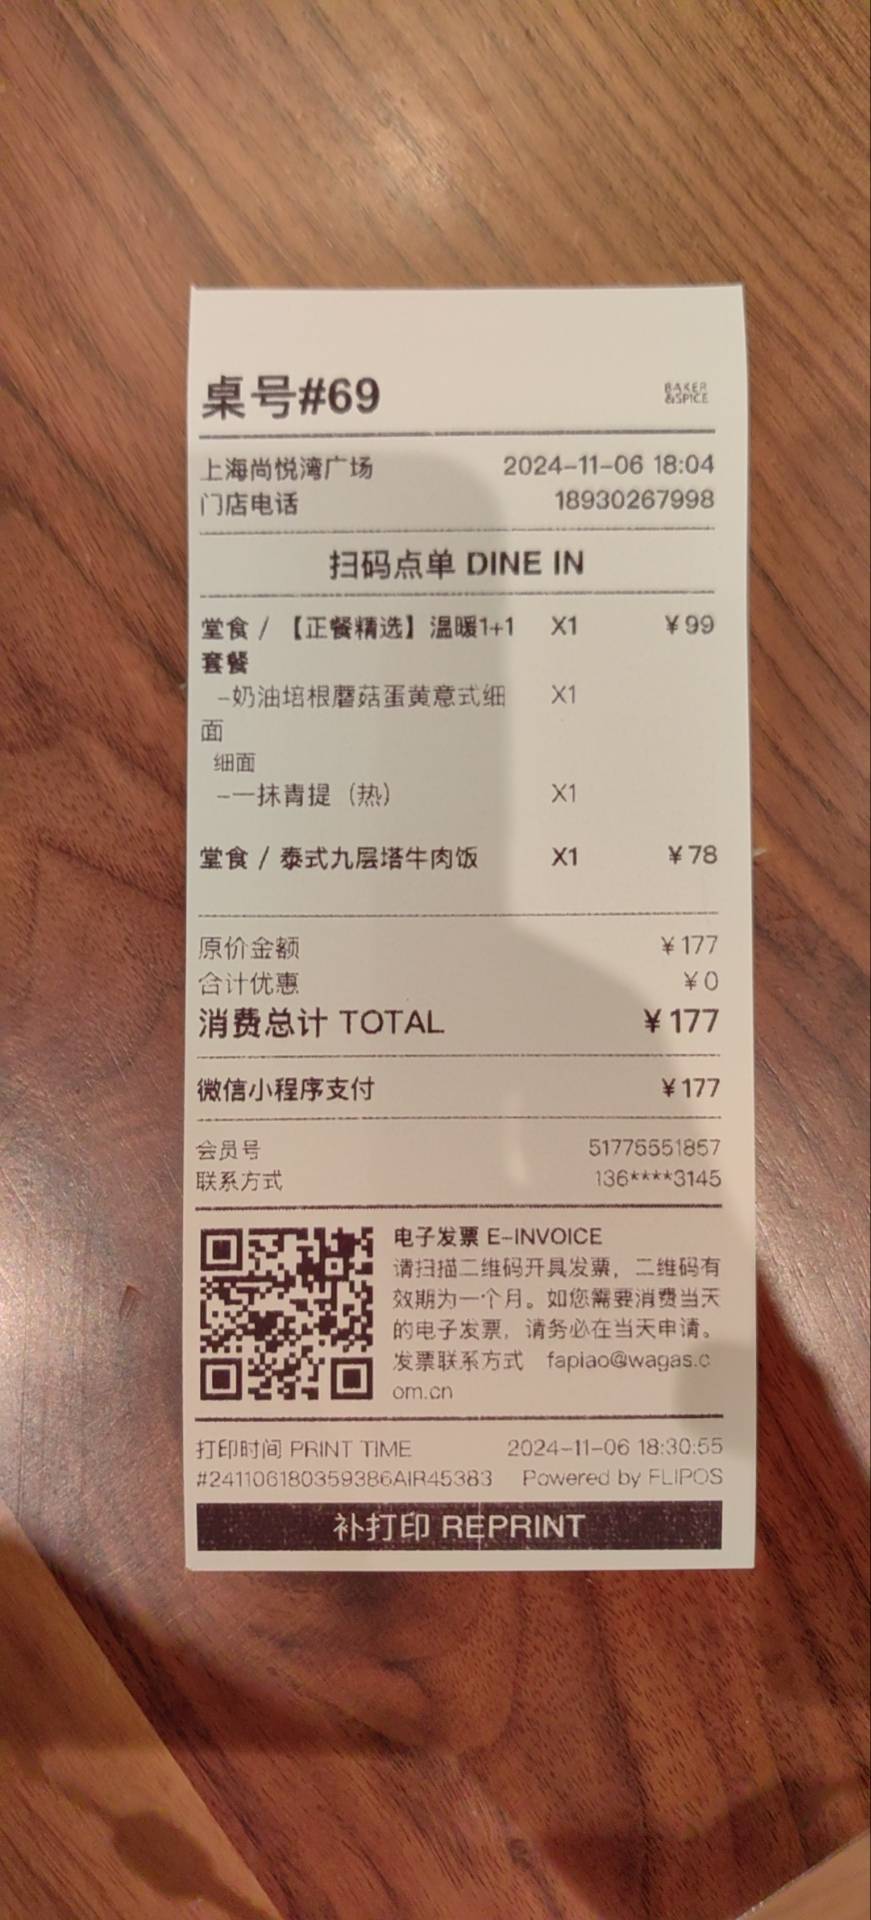 桌号#69
BAKER
&SPICE
上海尚悦湾广场 2024-11-06 18:04
门店电话 18930267998
扫码点单 DINE IN
堂食 / 【正餐精选】温暖1+1 X1 ¥99
套餐
-奶油培根蘑菇蛋黄意式细 X1
面
细面
-一抹青提（热） X1
堂食 / 泰式九层塔牛肉饭 X1 ¥78
原价金额 ¥177
合计优惠 ¥0
消费总计 TOTAL ¥177
微信小程序支付 ¥177
会员号 51775551857
联系方式 136****3145
电子发票 E-INVOICE
请扫描二维码开具发票，二维码有
效期为一个月。如您需要消费当天
的电子发票，请务必在当天申请。
发票联系方式 fapiao@wagas.c
om.cn
打印时间 PRINT TIME 2024-11-06 18:30:55
#241106180359386AIR45383 Powered by FLIPOS
补打印 REPRINT